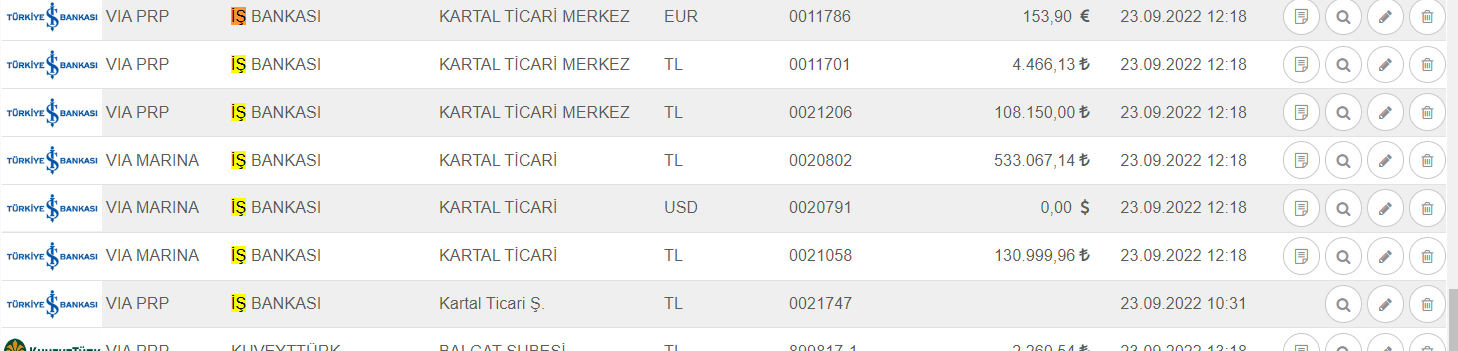 TÜRKİYE İŞ BANKASI VIA PRP İŞ BANKASI KARTAL TİCARİ MERKEZ EUR 0011786 153,90 € 23.09.2022 12:18
TÜRKİYE İŞ BANKASI VIA PRP İŞ BANKASI KARTAL TİCARİ MERKEZ TL 0011701 4.466,13 ₺ 23.09.2022 12:18
TÜRKİYE İŞ BANKASI VIA PRP İŞ BANKASI KARTAL TİCARİ MERKEZ TL 0021206 108.150,00 ₺ 23.09.2022 12:18
TÜRKİYE İŞ BANKASI VIA MARINA İŞ BANKASI KARTAL TİCARİ TL 0020802 533.067,14 ₺ 23.09.2022 12:18
TÜRKİYE İŞ BANKASI VIA MARINA İŞ BANKASI KARTAL TİCARİ USD 0020791 0,00 $ 23.09.2022 12:18
TÜRKİYE İŞ BANKASI VIA MARINA İŞ BANKASI KARTAL TİCARİ TL 0021058 130.999,96 ₺ 23.09.2022 12:18
TÜRKİYE İŞ BANKASI VIA PRP İŞ BANKASI Kartal Ticari Ş. TL 0021747 23.09.2022 10:31
KUVEYTTÜRK VIA PRP KUVEYTTÜRK BALGAT ŞUBESİ TL 899817-1 2.260,54 ₺ 23.09.2022 13:18